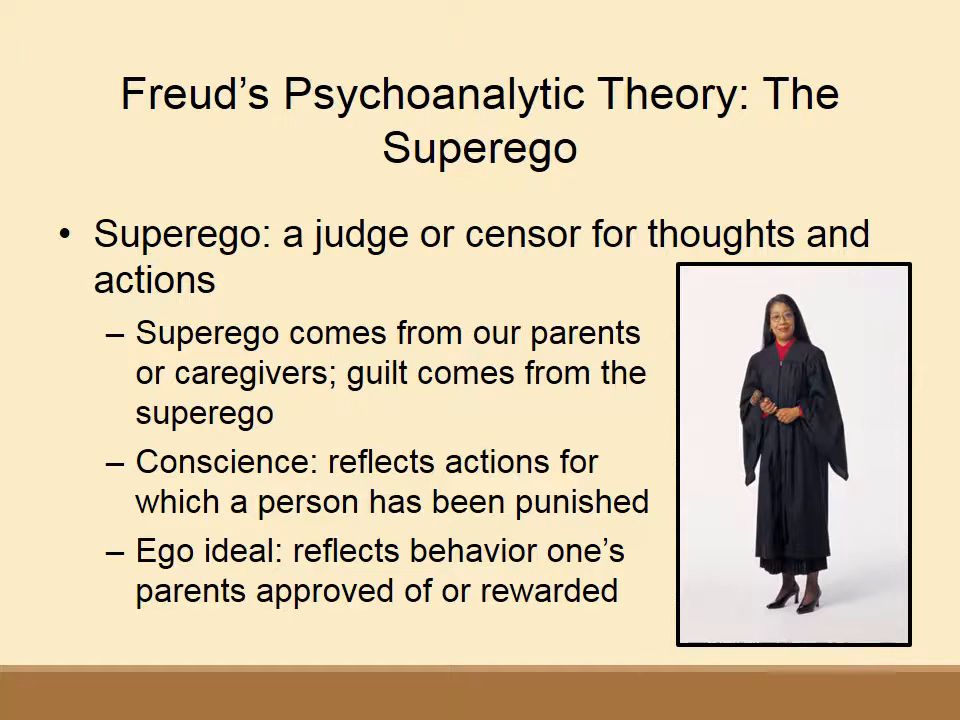 Freud’s Psychoanalytic Theory: The
Superego
• Superego: a judge or censor for thoughts and
actions
– Superego comes from our parents
or caregivers; guilt comes from the
superego
– Conscience: reflects actions for
which a person has been punished
– Ego ideal: reflects behavior one’s
parents approved of or rewarded